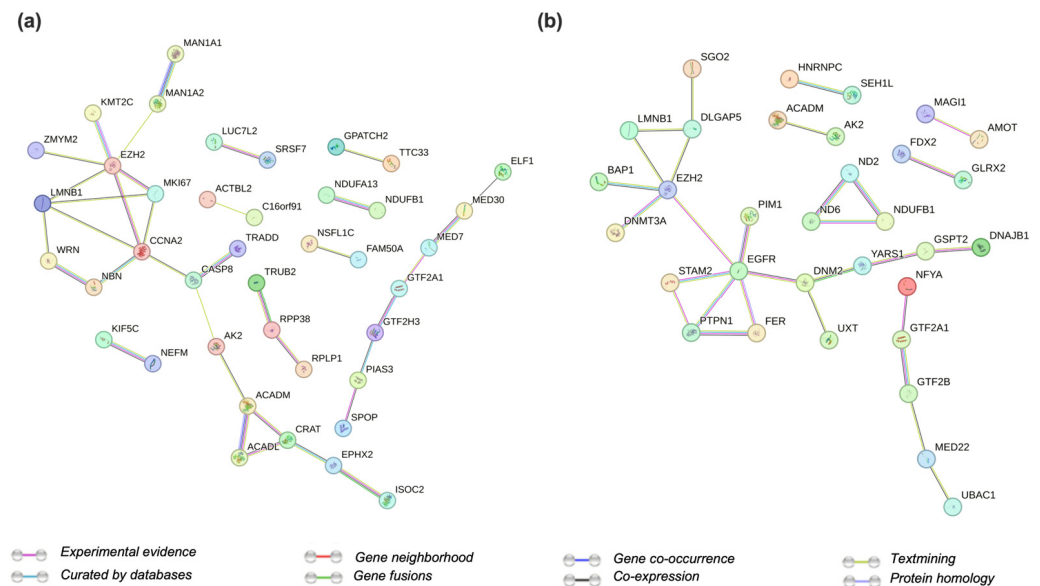 (a)
MAN1A1
MAN1A2
KMT2C
ZMYM2
EZH2
LMNB1
MKI67
WRN
NBN
CCNA2
TRADD
CASP8
LUC7L2
SRSF7
ACTBL2
C16orf91
GPATCH2
TTC33
NDUFA13
NDUFB1
NSFL1C
FAM50A
ELF1
MED30
MED7
GTF2A1
GTF2H3
PIAS3
SPOP
TRUB2
RPP38
RPLP1
KIF5C
NEFM
AK2
ACADM
ACADL
CRAT
EPHX2
ISOC2
(b)
SGO2
LMNB1
DLGAP5
BAP1
EZH2
DNMT3A
HNRNPC
SEH1L
ACADM
AK2
MAGI1
AMOT
FDX2
GLRX2
ND2
ND6
NDUFB1
PIM1
EGFR
STAM2
PTPN1
FER
DNM2
UXT
YARS1
GSPT2
DNAJB1
NFYA
GTF2A1
GTF2B
MED22
UBAC1
Experimental evidence
Curated by databases
Gene neighborhood
Gene fusions
Gene co-occurrence
Co-expression
Textmining
Protein homology